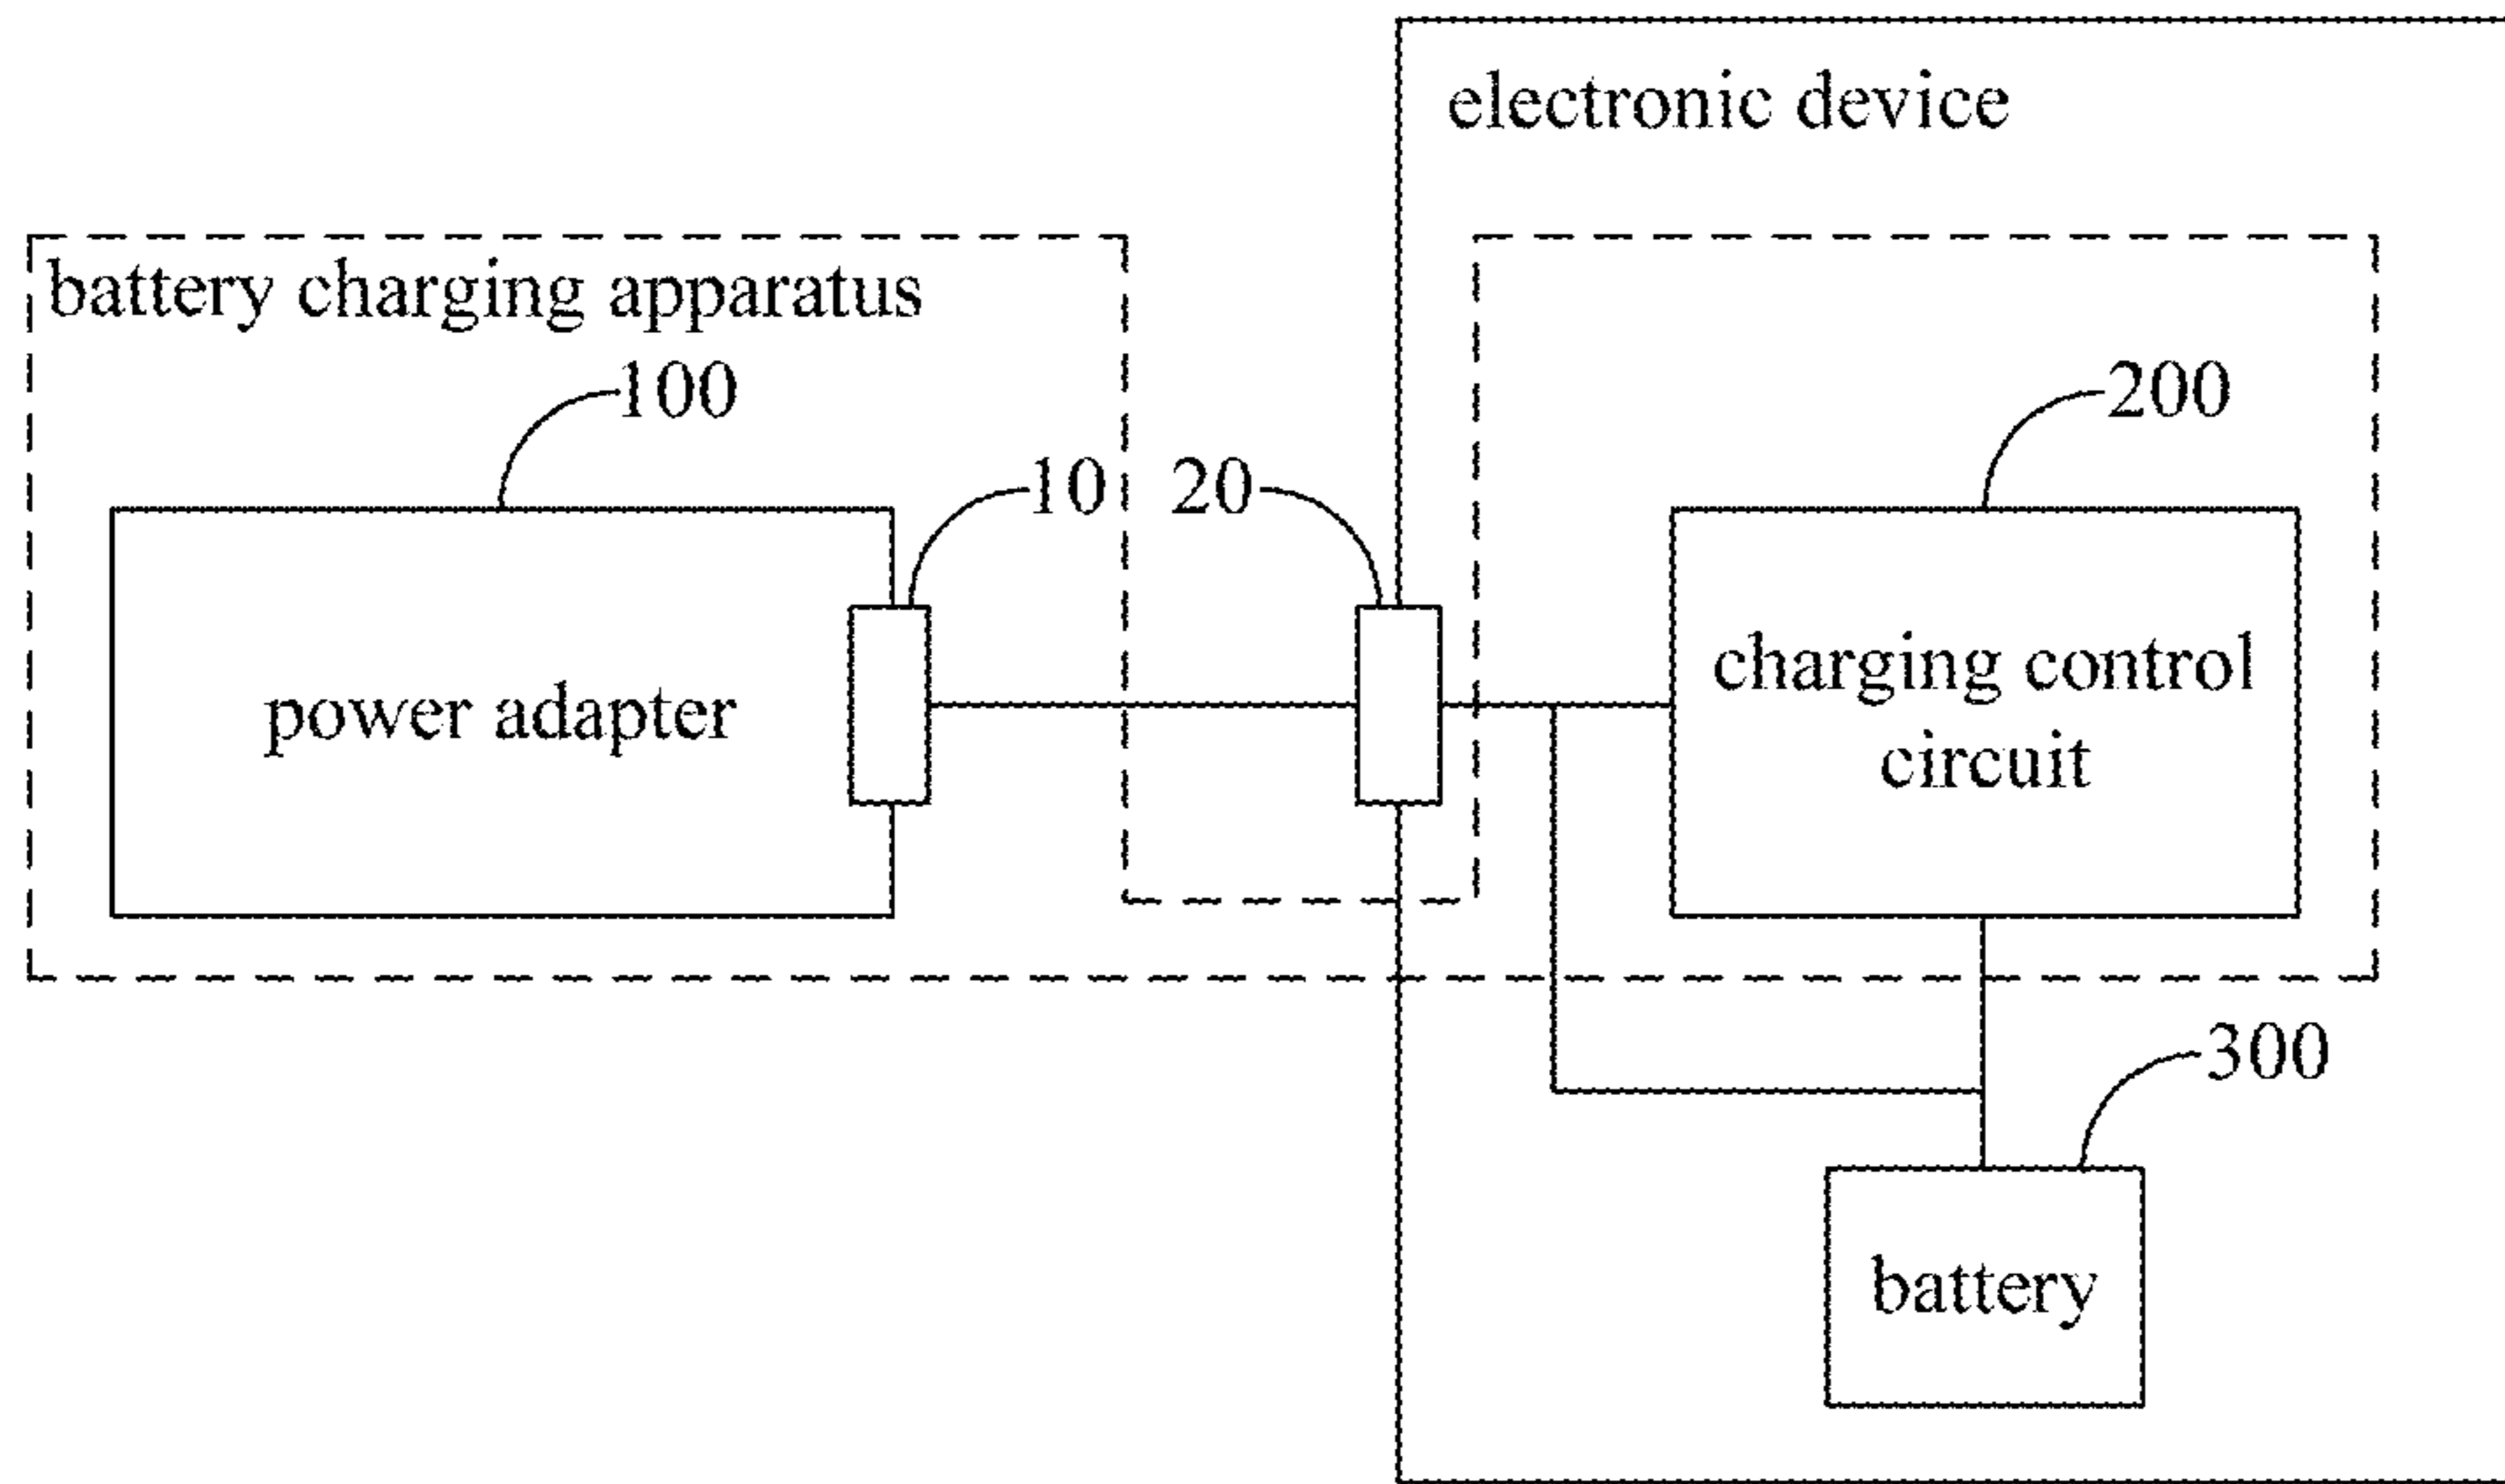 electronic device
battery charging apparatus
100
200
10
20
power adapter
charging control
circuit
300
battery